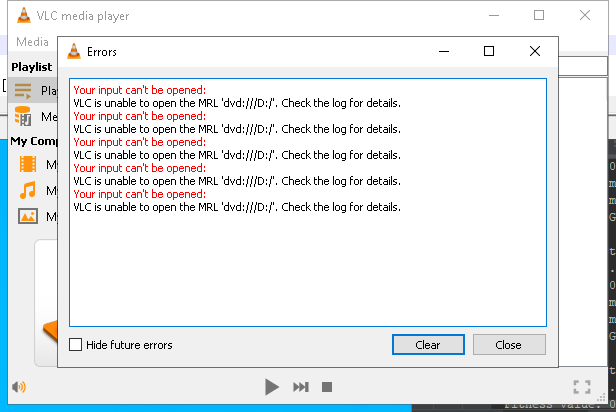 VLC media player
Media
Errors
Playlist
Your input can't be opened:
VLC is unable to open the MRL 'dvd:///D:/'. Check the log for details.
Your input can't be opened:
VLC is unable to open the MRL 'dvd:///D:/'. Check the log for details.
Your input can't be opened:
VLC is unable to open the MRL 'dvd:///D:/'. Check the log for details.
Your input can't be opened:
VLC is unable to open the MRL 'dvd:///D:/'. Check the log for details.
Your input can't be opened:
VLC is unable to open the MRL 'dvd:///D:/'. Check the log for details.
Pla
Me
My Comp
My
My
My
Hide future errors
Clear
Close